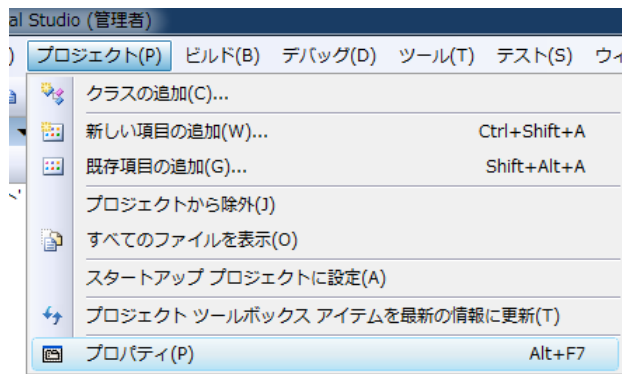 al Studio (管理者)
) プロジェクト(P) ビルド(B) デバッグ(D) ツール(T) テスト(S) ウィ
クラスの追加(C)...
新しい項目の追加(W)... Ctrl+Shift+A
既存項目の追加(G)... Shift+Alt+A
プロジェクトから除外(J)
すべてのファイルを表示(O)
スタートアップ プロジェクトに設定(A)
プロジェクト ツールボックス アイテムを最新の情報に更新(T)
プロパティ(P) Alt+F7